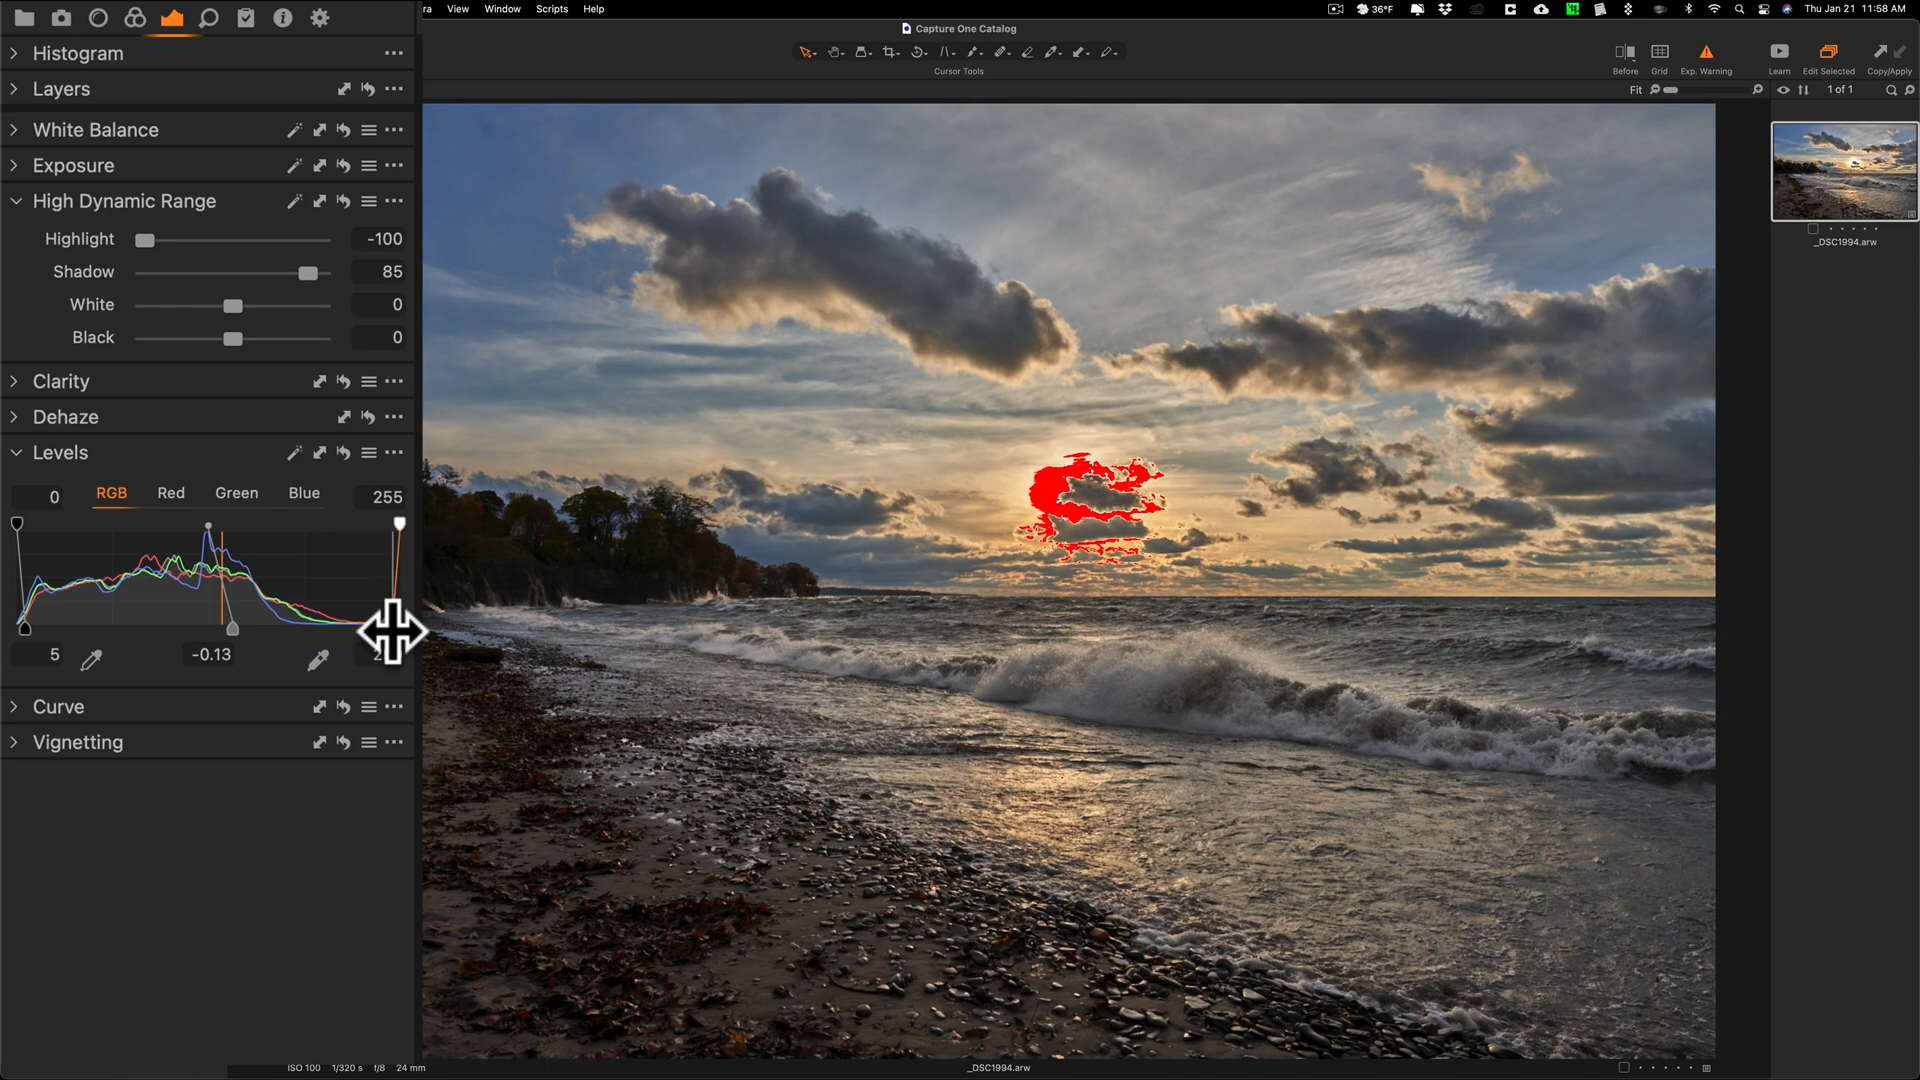 ra View Window Scripts Help
36°F
Thu Jan 21 11:58 AM
Capture One Catalog
Cursor Tools
Before Grid Exp. Warning Learn Edit Selected Copy/Apply
Fit
1 of 1
Histogram
Layers
White Balance
Exposure
High Dynamic Range
Highlight -100
Shadow 85
White 0
Black 0
Clarity
Dehaze
Levels
0 RGB Red Green Blue 255
5 -0.13
Curve
Vignetting
_DSC1994.arw
ISO 100 1/320 s f/8 24 mm
_DSC1994.arw